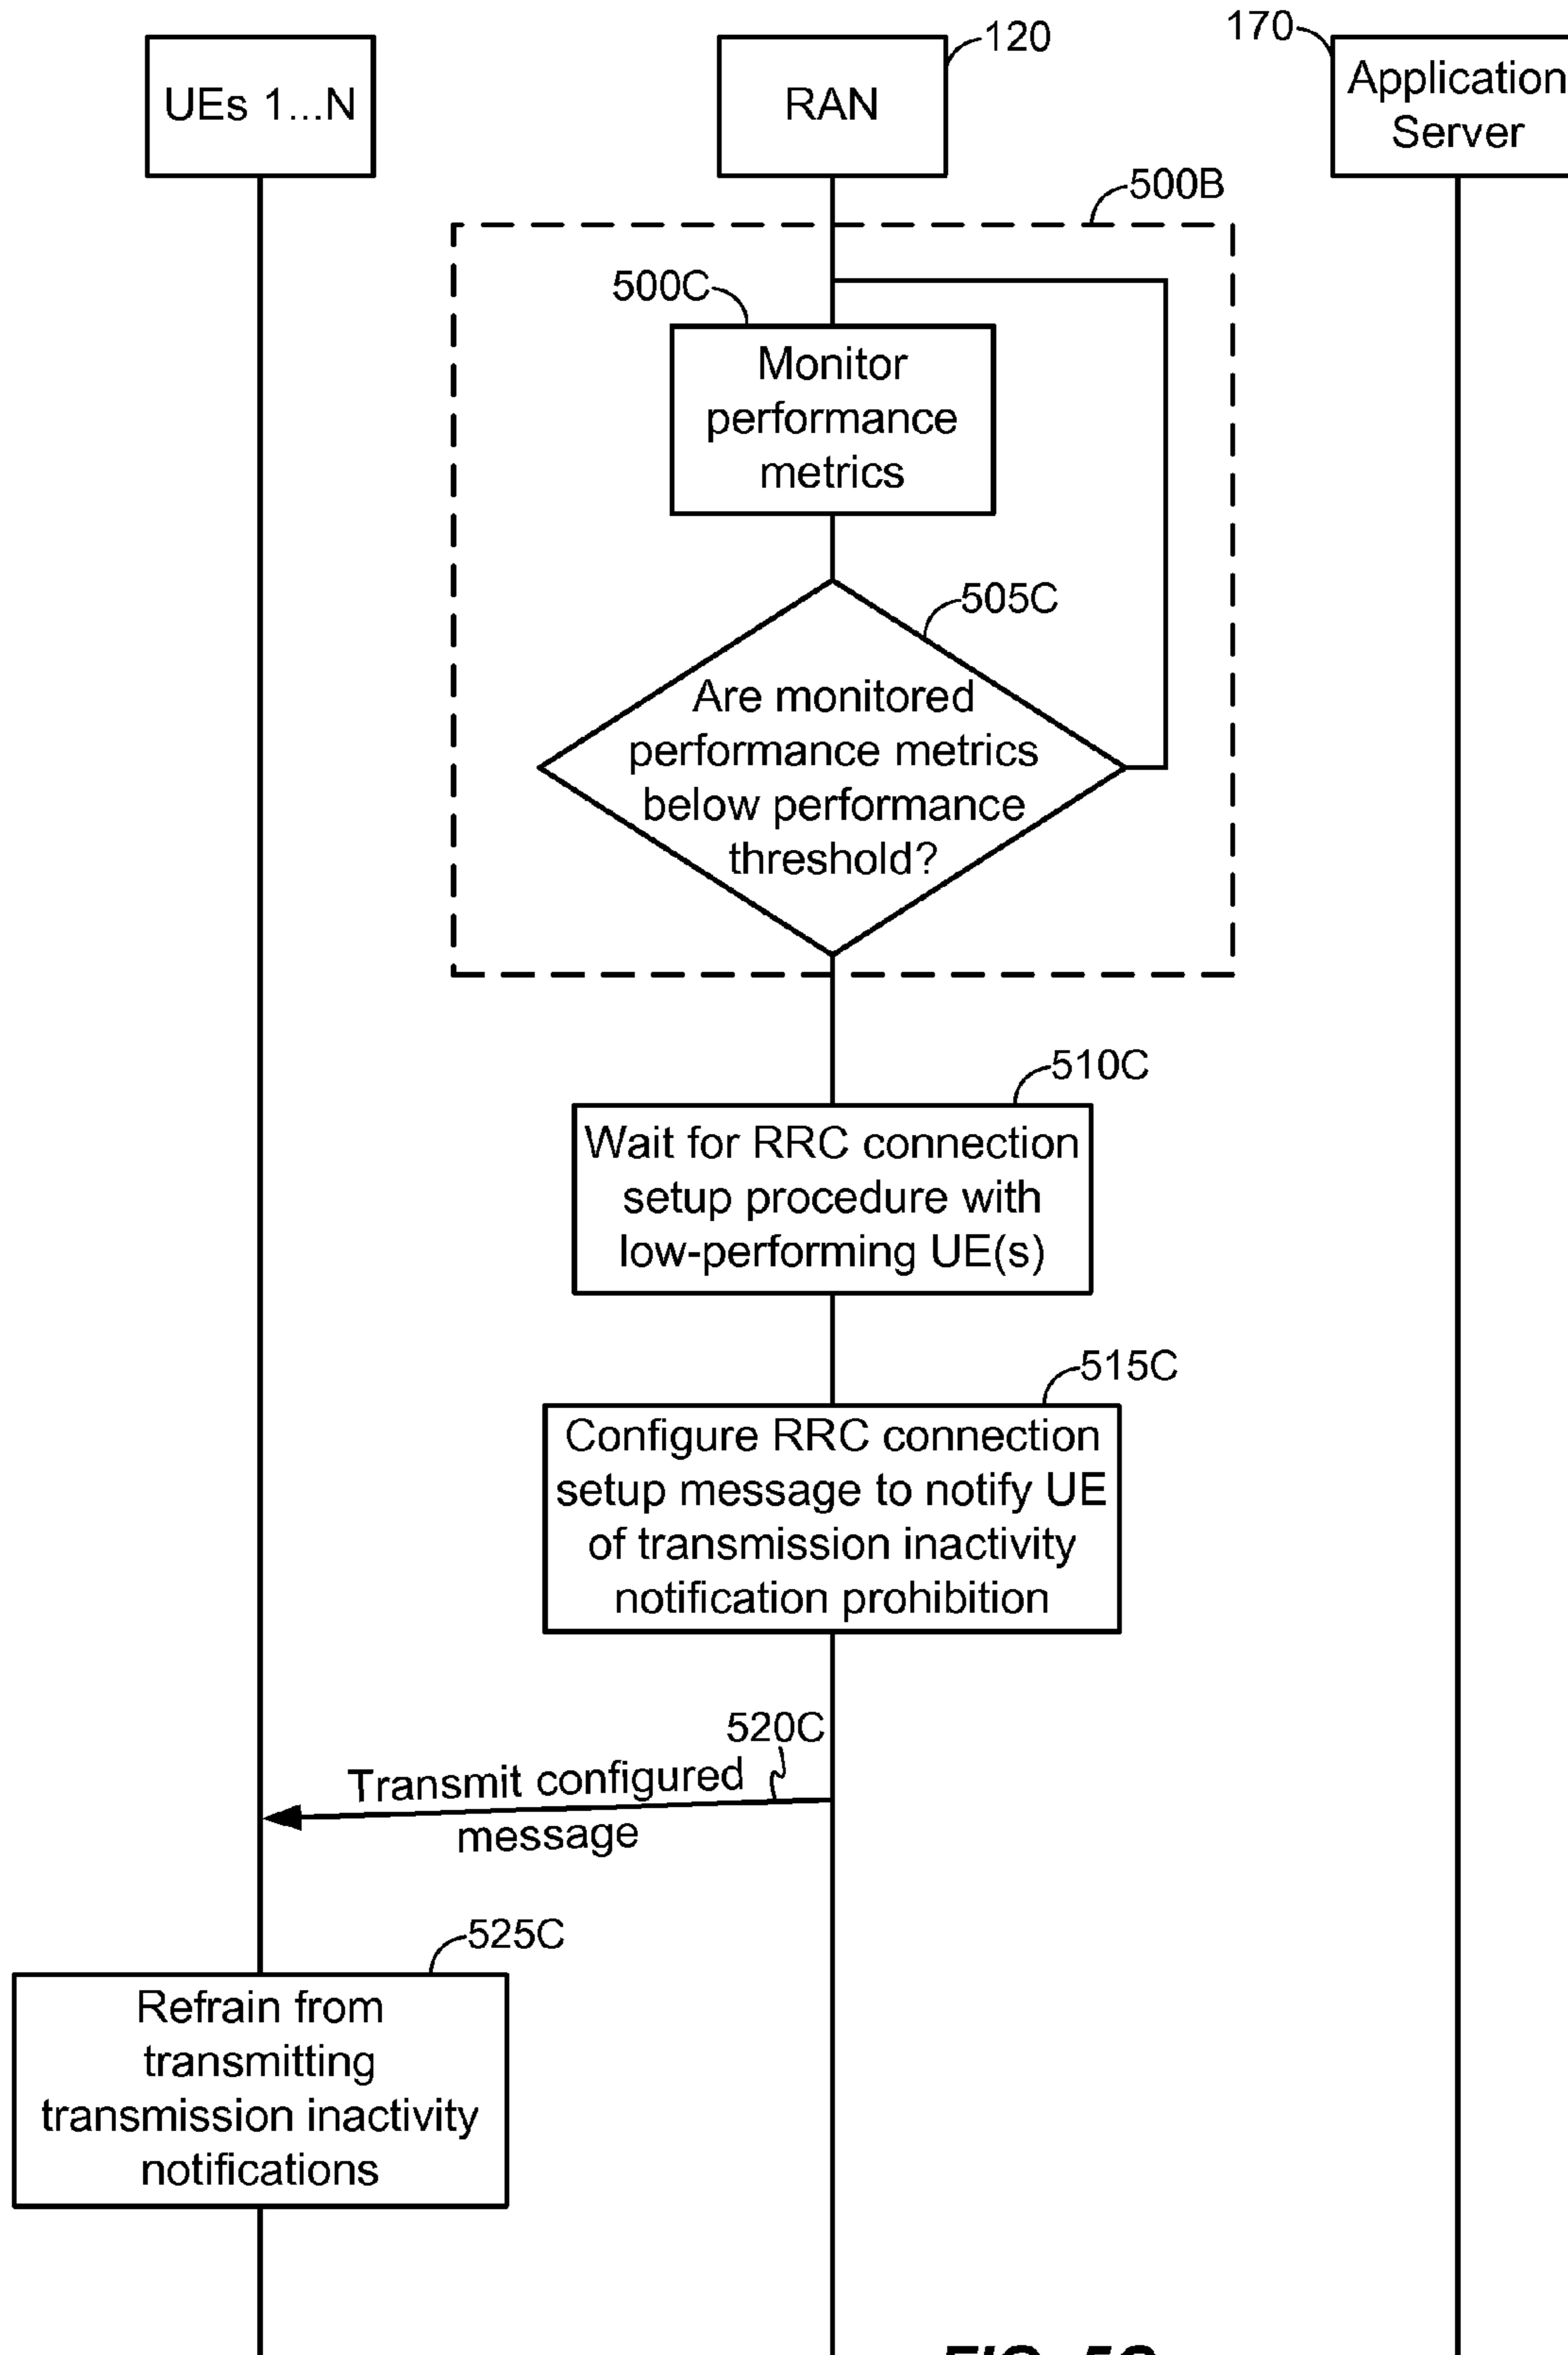 120
170
UEs 1...N
RAN
Application
Server
500B
500C
Monitor
performance
metrics
505C
Are monitored
performance metrics
below performance
threshold?
510C
Wait for RRC connection
setup procedure with
low-performing UE(s)
515C
Configure RRC connection
setup message to notify UE
of transmission inactivity
notification prohibition
520C
Transmit configured
message
525C
Refrain from
transmitting
transmission inactivity
notifications